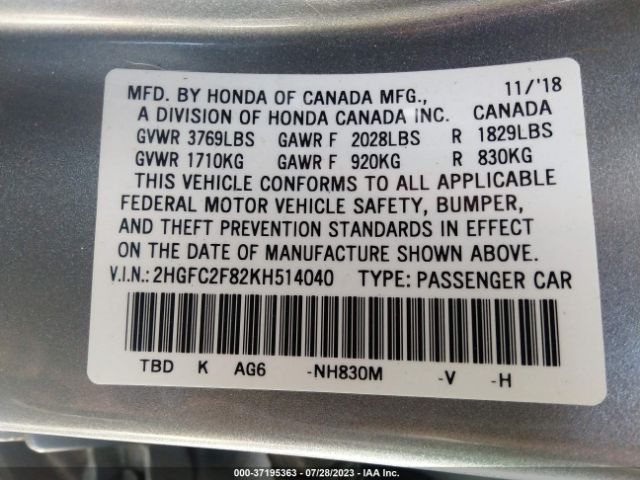 MFD. BY HONDA OF CANADA MFG., 11/'18
A DIVISION OF HONDA CANADA INC. CANADA
GVWR 3769LBS GAWR F 2028LBS R 1829LBS
GVWR 1710KG GAWR F 920KG R 830KG
THIS VEHICLE CONFORMS TO ALL APPLICABLE
FEDERAL MOTOR VEHICLE SAFETY, BUMPER,
AND THEFT PREVENTION STANDARDS IN EFFECT
ON THE DATE OF MANUFACTURE SHOWN ABOVE.
V.I.N.: 2HGFC2F82KH514040 TYPE: PASSENGER CAR
TBD K AG6 -NH830M -V -H
000-37195363 | 07/28/2023 | IAA Inc.